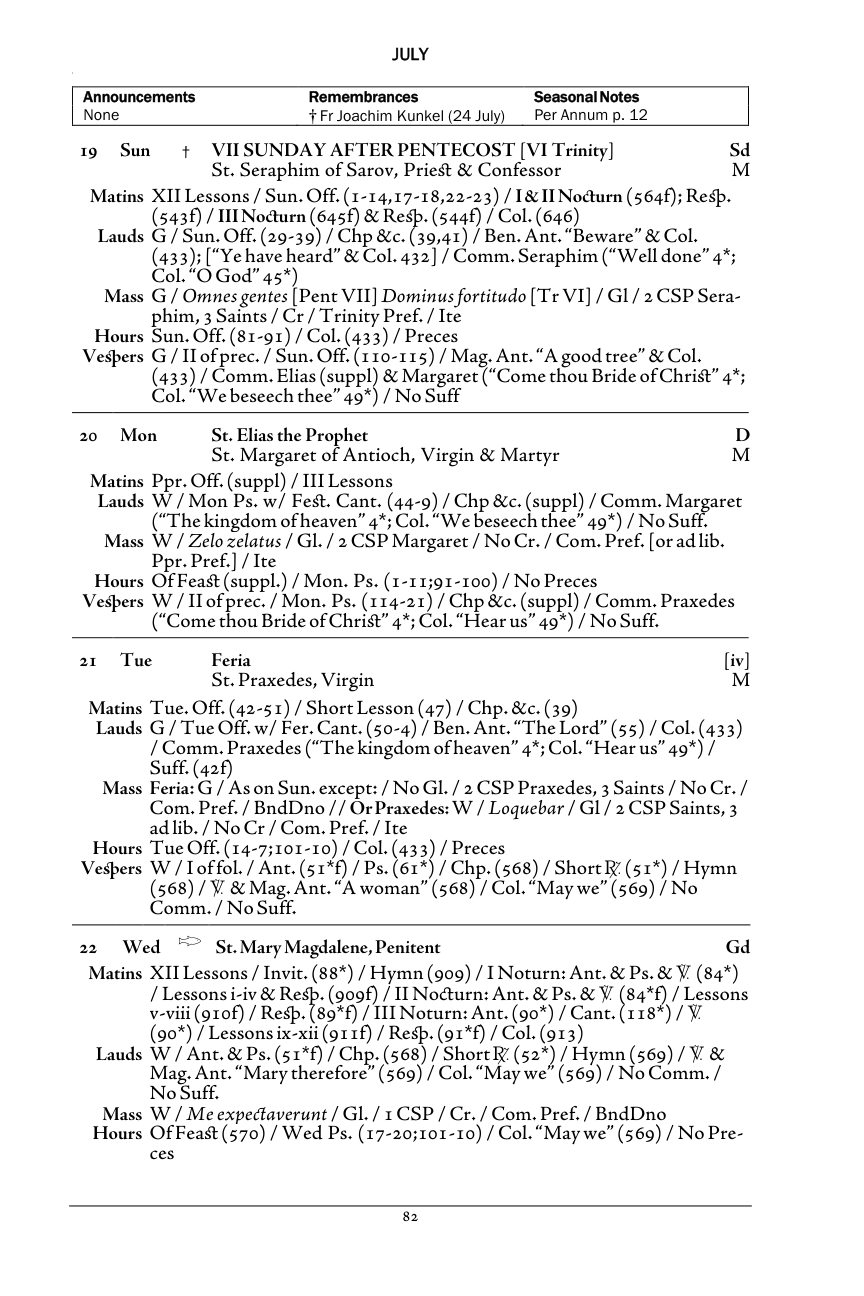 JULY
Announcements Remembrances Seasonal Notes
None † Fr Joachim Kunkel (24 July) Per Annum p. 12
19 Sun † VII SUNDAY AFTER PENTECOST [VI Trinity] Sd
St. Seraphim of Sarov, Priest & Confessor M
Matins XII Lessons / Sun. Off. (1-14,17-18,22-23) / I & II Nocturn (564f); Resp.
(543f) / III Nocturn (645f) & Resp. (544f) / Col. (646)
Lauds G / Sun. Off. (29-39) / Chp &c. (39,41) / Ben. Ant. “Beware” & Col.
(433); [“Ye have heard” & Col. 432] / Comm. Seraphim (“Well done” 4*;
Col. “O God” 45*)
Mass G / Omnes gentes [Pent VII] Dominus fortitudo [Tr VI] / Gl / 2 CSP Sera-
phim, 3 Saints / Cr / Trinity Pref. / Ite
Hours Sun. Off. (81-91) / Col. (433) / Preces
Vespers G / II of prec. / Sun. Off. (110-115) / Mag. Ant. “A good tree” & Col.
(433) / Comm. Elias (suppl) & Margaret (“Come thou Bride of Christ” 4*;
Col. “We beseech thee” 49*) / No Suff
20 Mon St. Elias the Prophet D
St. Margaret of Antioch, Virgin & Martyr M
Matins Ppr. Off. (suppl) / III Lessons
Lauds W / Mon Ps. w/ Fest. Cant. (44-9) / Chp &c. (suppl) / Comm. Margaret
(“The kingdom of heaven” 4*; Col. “We beseech thee” 49*) / No Suff.
Mass W / Zelo zelatus / Gl. / 2 CSP Margaret / No Cr. / Com. Pref. [or ad lib.
Ppr. Pref.] / Ite
Hours Of Feast (suppl.) / Mon. Ps. (1-11;91-100) / No Preces
Vespers W / II of prec. / Mon. Ps. (114-21) / Chp &c. (suppl) / Comm. Praxedes
(“Come thou Bride of Christ” 4*; Col. “Hear us” 49*) / No Suff.
21 Tue Feria [iv]
St. Praxedes, Virgin M
Matins Tue. Off. (42-51) / Short Lesson (47) / Chp. &c. (39)
Lauds G / Tue Off. w/ Fer. Cant. (50-4) / Ben. Ant. “The Lord” (55) / Col. (433)
/ Comm. Praxedes (“The kingdom of heaven” 4*; Col. “Hear us” 49*) /
Suff. (42f)
Mass Feria: G / As on Sun. except: / No Gl. / 2 CSP Praxedes, 3 Saints / No Cr. /
Com. Pref. / BndDno // Or Praxedes: W / Loquebar / Gl / 2 CSP Saints, 3
ad lib. / No Cr / Com. Pref. / Ite
Hours Tue Off. (14-7;101-10) / Col. (433) / Preces
Vespers W / I of fol. / Ant. (51*f) / Ps. (61*) / Chp. (568) / Short ℟. (51*) / Hymn
(568) / ℣. & Mag. Ant. “A woman” (568) / Col. “May we” (569) / No
Comm. / No Suff.
22 Wed St. Mary Magdalene, Penitent Gd
Matins XII Lessons / Invit. (88*) / Hymn (909) / I Noturn: Ant. & Ps. & ℣. (84*)
/ Lessons i-iv & Resp. (909f) / II Nocturn: Ant. & Ps. & ℣. (84*f) / Lessons
v-viii (910f) / Resp. (89*f) / III Noturn: Ant. (90*) / Cant. (118*) / ℣.
(90*) / Lessons ix-xii (911f) / Resp. (91*f) / Col. (913)
Lauds W / Ant. & Ps. (51*f) / Chp. (568) / Short ℟. (52*) / Hymn (569) / ℣. &
Mag. Ant. “Mary therefore” (569) / Col. “May we” (569) / No Comm. /
No Suff.
Mass W / Me expectaverunt / Gl. / 1 CSP / Cr. / Com. Pref. / BndDno
Hours Of Feast (570) / Wed Ps. (17-20;101-10) / Col. “May we” (569) / No Pre-
ces
82